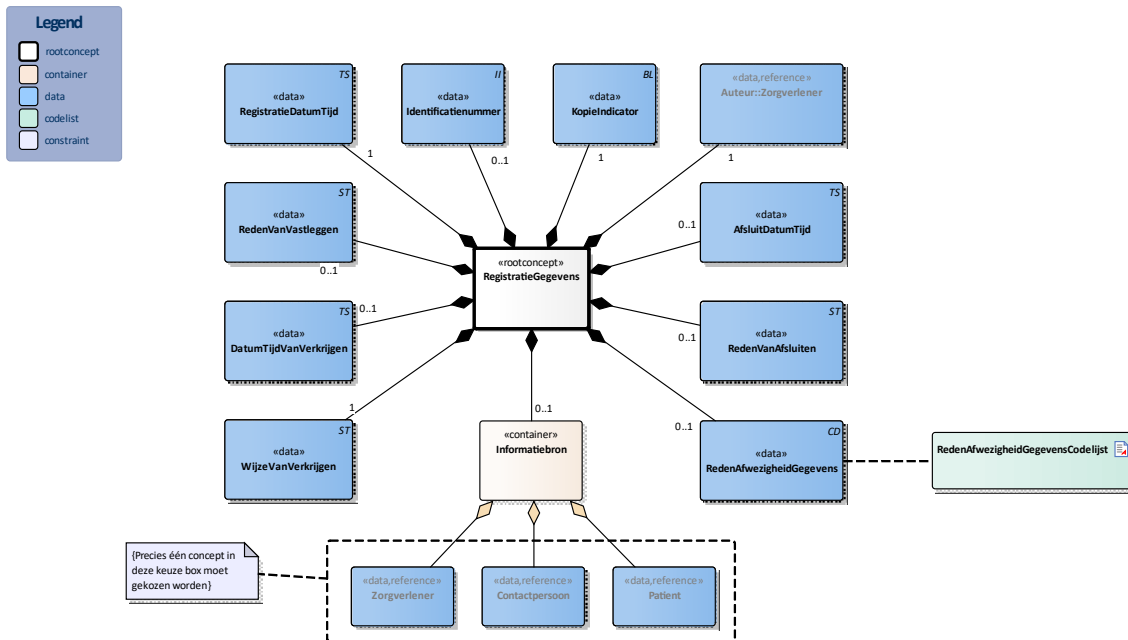 Legend
rootconcept
container
data
codelist
constraint
TS
«data»
RegistratieDatumTijd
1
II
«data»
Identificatienummer
0..1
BL
«data»
KopieIndicator
1
«data,reference»
Auteur::Zorgverlener
1
ST
«data»
RedenVanVastleggen
0..1
TS
«data»
AfsluitDatumTijd
0..1
«rootconcept»
RegistratieGegevens
TS
«data»
DatumTijdVanVerkrijgen
0..1
ST
«data»
RedenVanAfsluiten
0..1
ST
«data»
WijzeVanVerkrijgen
1
«container»
Informatiebron
0..1
CD
«data»
RedenAfwezigheidGegevens
0..1
RedenAfwezigheidGegevensCodelijst
{Precies één concept in
deze keuze box moet
gekozen worden}
«data,reference»
Zorgverlener
«data,reference»
Contactpersoon
«data,reference»
Patient